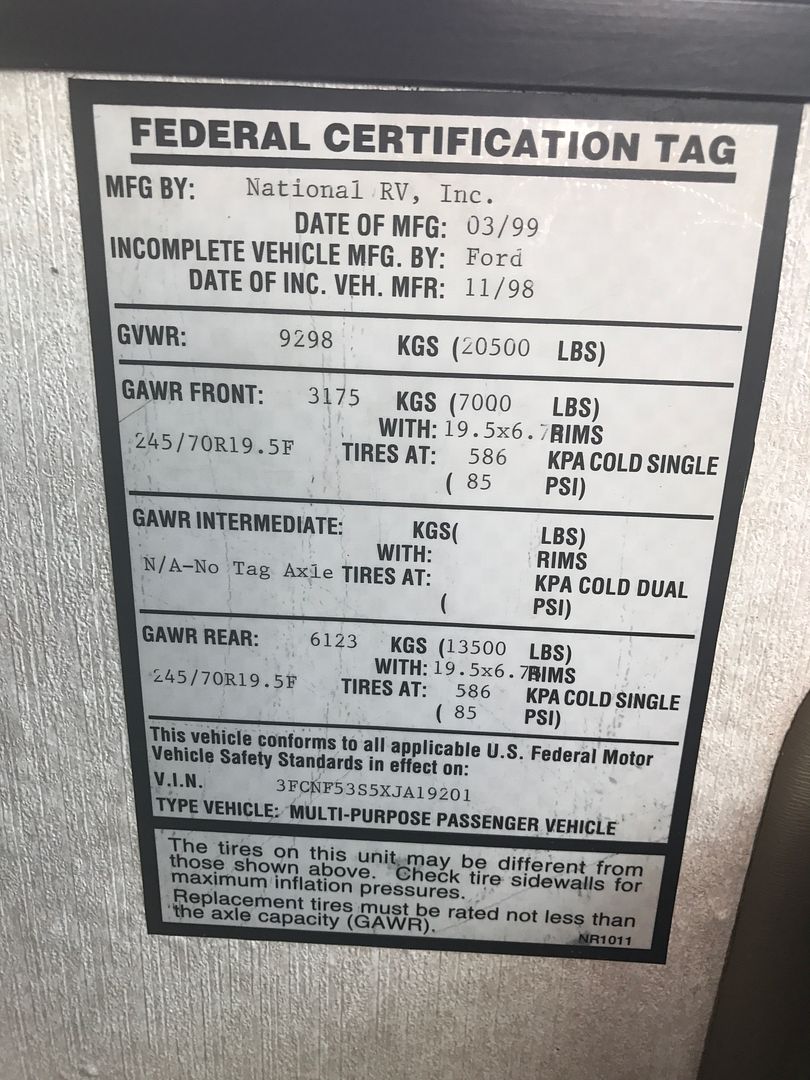 FEDERAL CERTIFICATION TAG
MFG BY: National RV, Inc.
DATE OF MFG: 03/99
INCOMPLETE VEHICLE MFG. BY: Ford
DATE OF INC. VEH. MFR: 11/98
GVWR: 9298 KGS (20500 LBS)
GAWR FRONT: 3175 KGS (7000 LBS)
WITH: 19.5x6.75 RIMS
245/70R19.5F TIRES AT: 586 KPA COLD SINGLE
( 85 PSI)
GAWR INTERMEDIATE: KGS( LBS)
WITH: RIMS
N/A-No Tag Axle TIRES AT: KPA COLD DUAL
( PSI)
GAWR REAR: 6123 KGS (13500 LBS)
WITH: 19.5x6.75 RIMS
245/70R19.5F TIRES AT: 586 KPA COLD SINGLE
( 85 PSI)
This vehicle conforms to all applicable U.S. Federal Motor
Vehicle Safety Standards in effect on:
V.I.N. 3FCNF53S5XJA19201
TYPE VEHICLE: MULTI-PURPOSE PASSENGER VEHICLE
The tires on this unit may be different from
those shown above. Check tire sidewalls for
maximum inflation pressures.
Replacement tires must be rated not less than
the axle capacity (GAWR).
NR1011